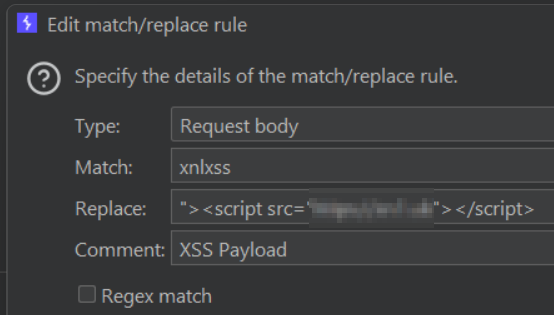 Edit match/replace rule
Specify the details of the match/replace rule.
Type: Request body
Match: xnlxss
Replace: "><script src=""></script>
Comment: XSS Payload
Regex match